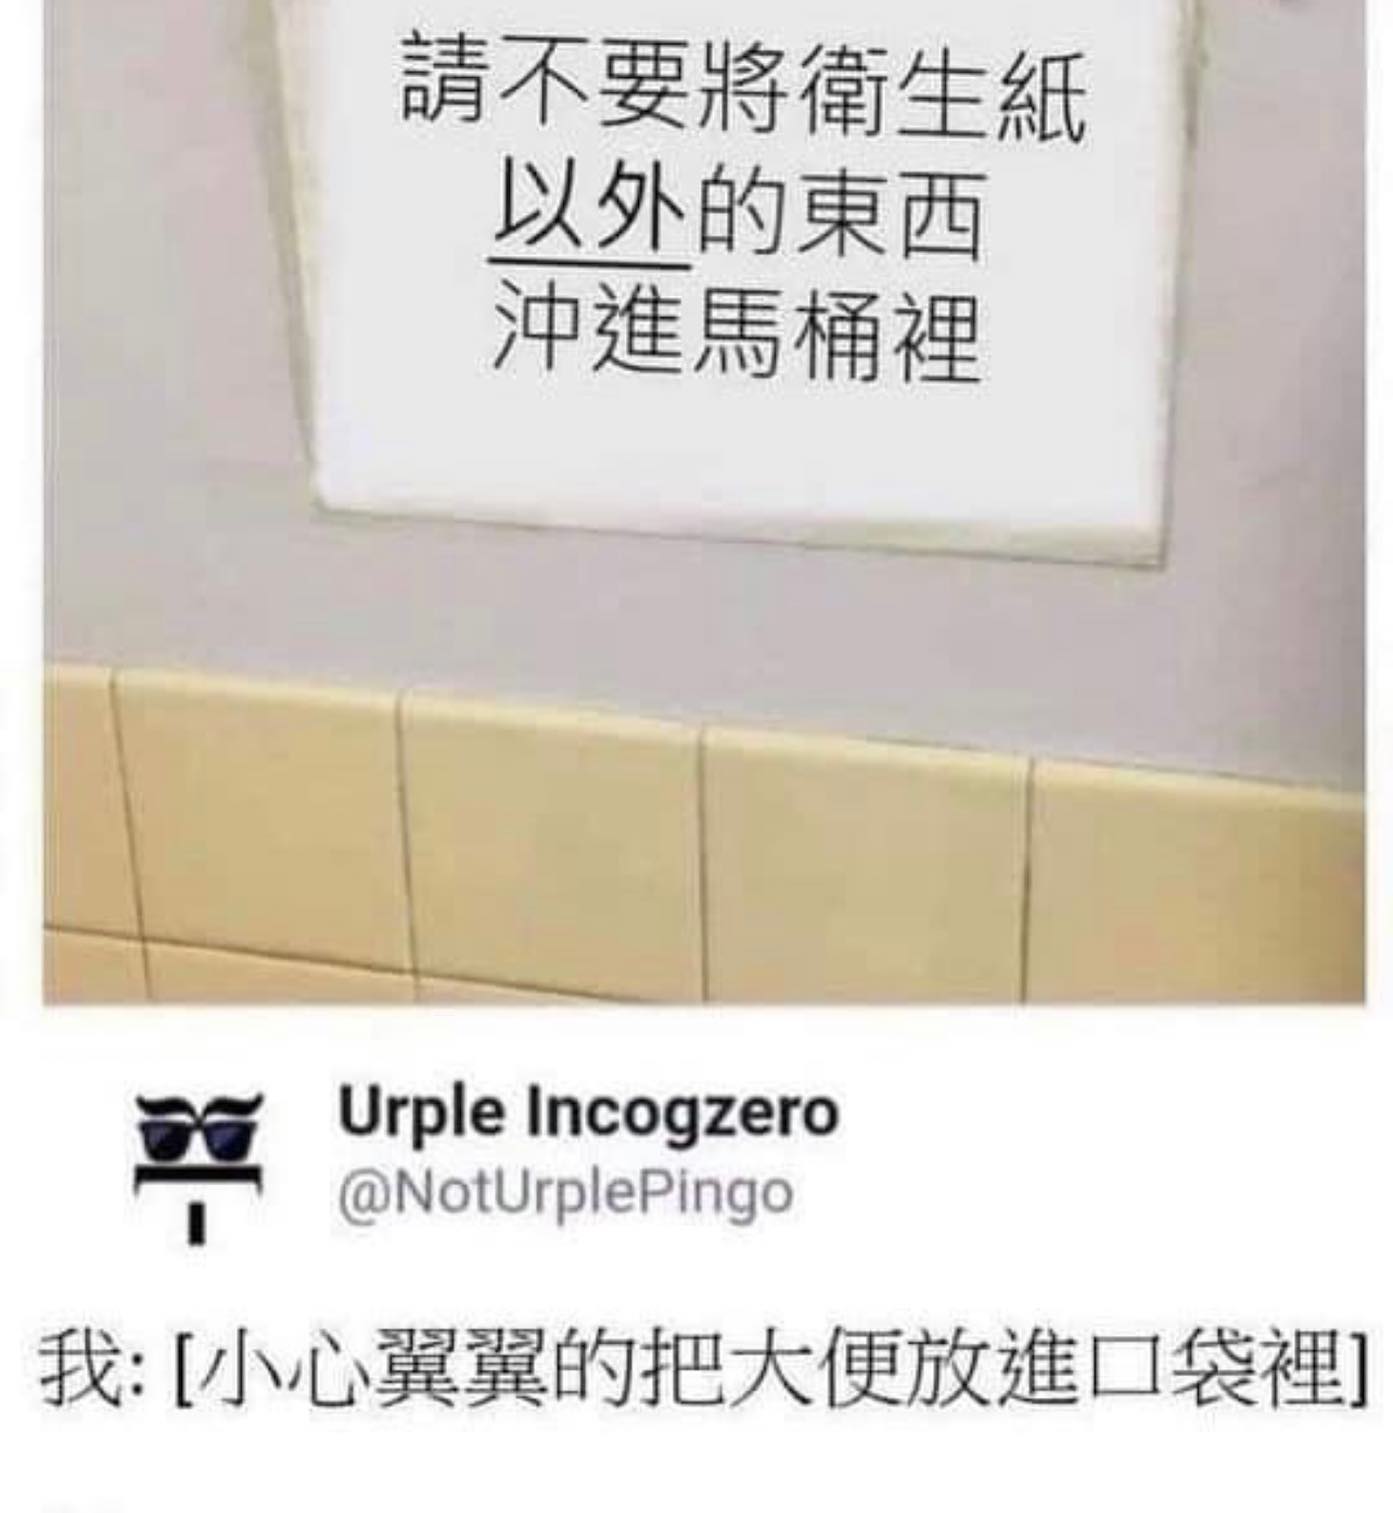 請不要將衛生紙
以外的東西
沖進馬桶裡
Urple Incogzero
@NotUrplePingo
我: [小心翼翼的把大便放進口袋裡]